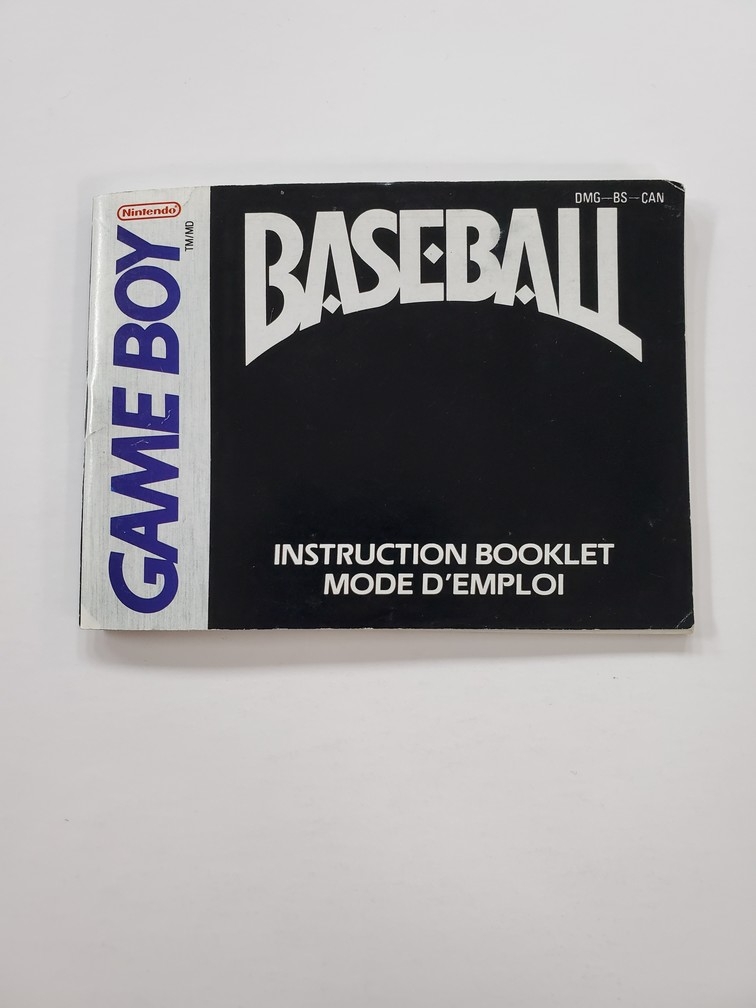 DMG-BS-CAN
BASEBALL
INSTRUCTION BOOKLET
MODE D'EMPLOI
Nintendo
GAME BOY
TM/MD